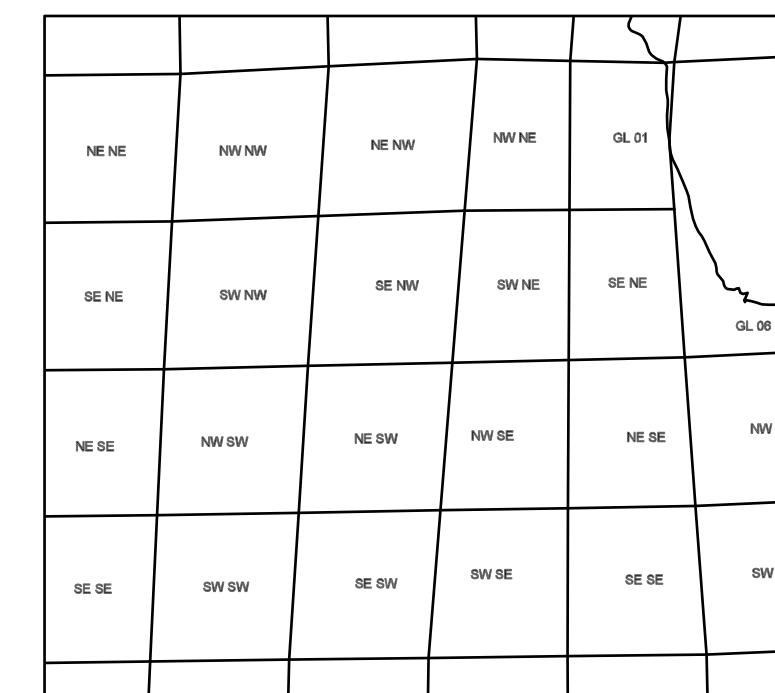 NE NE
NW NW
NE NW
NW NE
GL 01
SE NE
SW NW
SE NW
SW NE
SE NE
GL 06
NE SE
NW SW
NE SW
NW SE
NE SE
NW
SE SE
SW SW
SE SW
SW SE
SE SE
SW